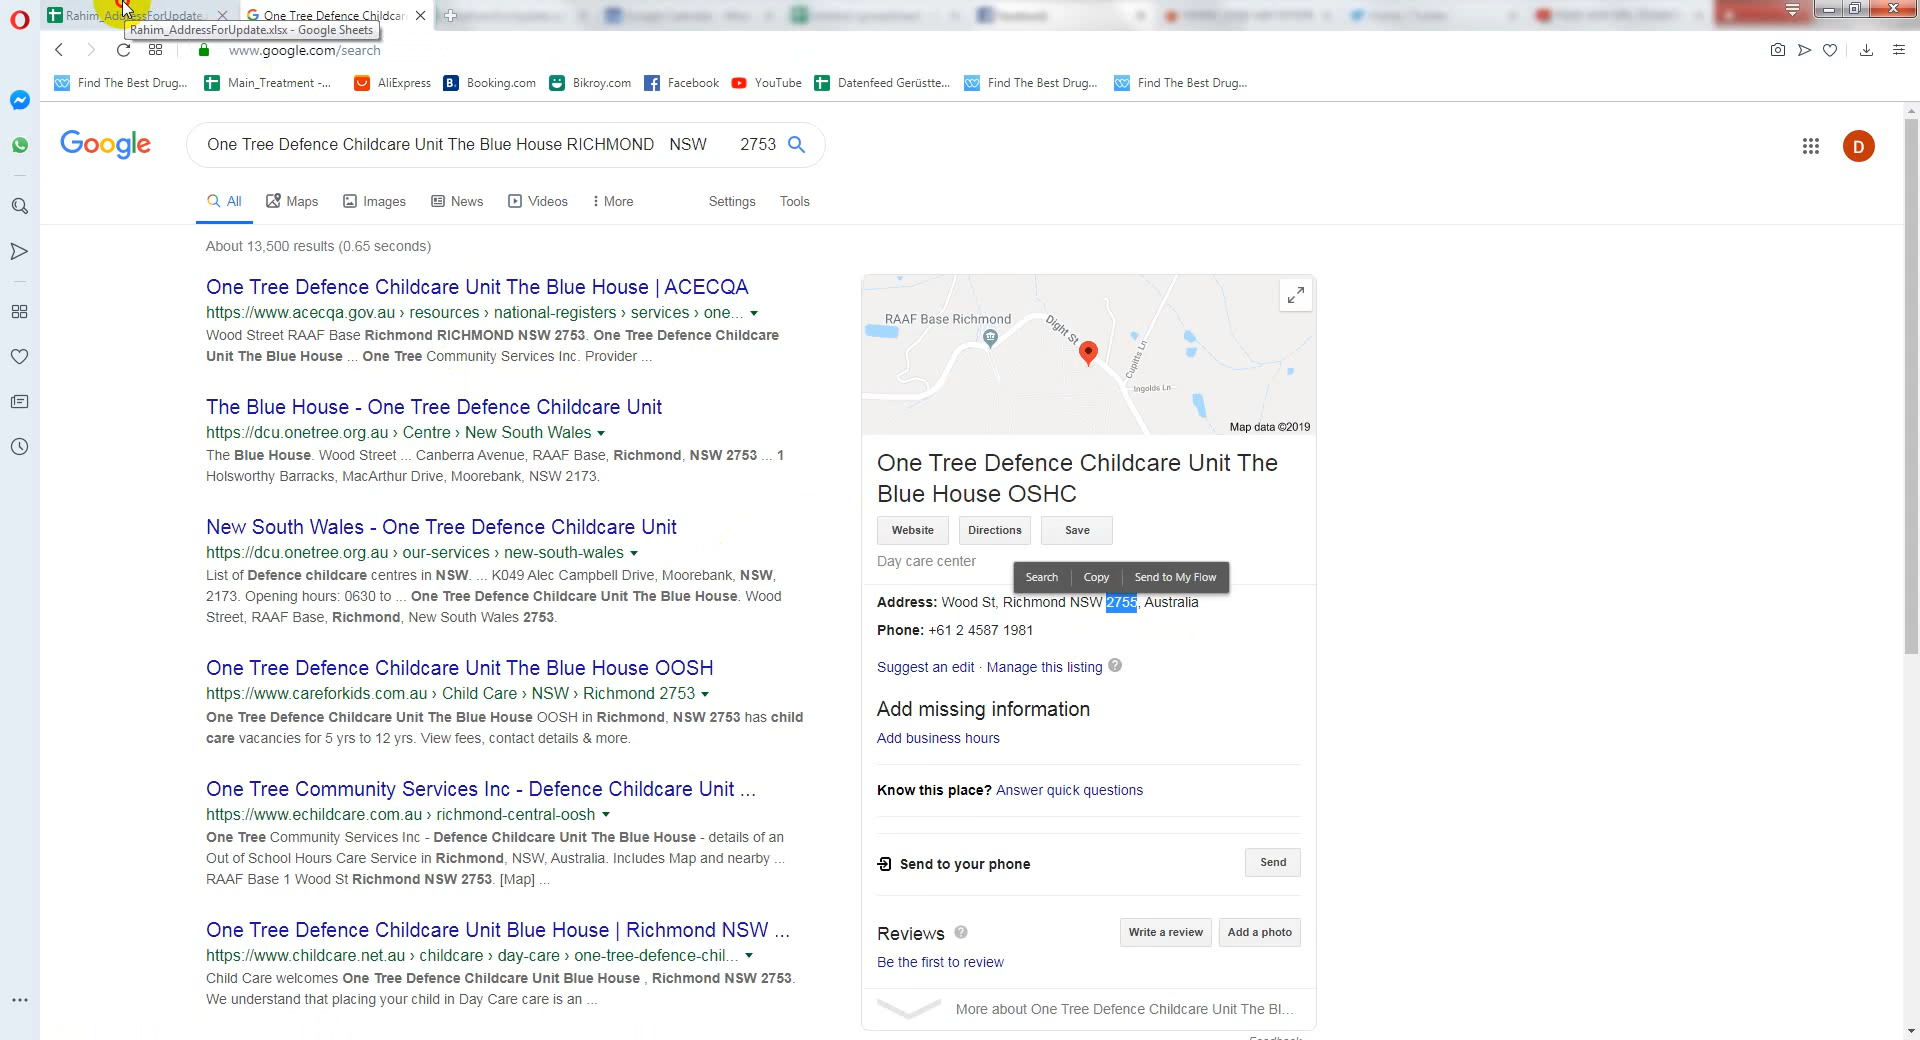 Rahim_AddressForUpdate
One Tree Defence Childcar
Rahim_AddressForUpdate.xlsx - Google Sheets
www.google.com/search
Find The Best Drug...
Main_Treatment -...
AliExpress
Booking.com
Bikroy.com
Facebook
YouTube
Datenfeed Gerüstte...
Find The Best Drug...
Find The Best Drug...
Google
One Tree Defence Childcare Unit The Blue House RICHMOND NSW 2753
D
All
Maps
Images
News
Videos
More
Settings
Tools
About 13,500 results (0.65 seconds)
One Tree Defence Childcare Unit The Blue House | ACECQA
https://www.acecqa.gov.au › resources › national-registers › services › one...
Wood Street RAAF Base Richmond RICHMOND NSW 2753. One Tree Defence Childcare
Unit The Blue House ... One Tree Community Services Inc. Provider ...
The Blue House - One Tree Defence Childcare Unit
https://dcu.onetree.org.au › Centre › New South Wales
The Blue House. Wood Street ... Canberra Avenue, RAAF Base, Richmond, NSW 2753 ... 1
Holsworthy Barracks, MacArthur Drive, Moorebank, NSW 2173.
New South Wales - One Tree Defence Childcare Unit
https://dcu.onetree.org.au › our-services › new-south-wales
List of Defence childcare centres in NSW. ... K049 Alec Campbell Drive, Moorebank, NSW,
2173. Opening hours: 0630 to ... One Tree Defence Childcare Unit The Blue House. Wood
Street, RAAF Base, Richmond, New South Wales 2753.
One Tree Defence Childcare Unit The Blue House OOSH
https://www.careforkids.com.au › Child Care › NSW › Richmond 2753
One Tree Defence Childcare Unit The Blue House OOSH in Richmond, NSW 2753 has child
care vacancies for 5 yrs to 12 yrs. View fees, contact details & more.
One Tree Community Services Inc - Defence Childcare Unit ...
https://www.echildcare.com.au › richmond-central-oosh
One Tree Community Services Inc - Defence Childcare Unit The Blue House - details of an
Out of School Hours Care Service in Richmond, NSW, Australia. Includes Map and nearby ...
RAAF Base 1 Wood St Richmond NSW 2753. [Map] ...
One Tree Defence Childcare Unit Blue House | Richmond NSW ...
https://www.childcare.net.au › childcare › day-care › one-tree-defence-chil...
Child Care welcomes One Tree Defence Childcare Unit Blue House , Richmond NSW 2753.
We understand that placing your child in Day Care care is an ...
RAAF Base Richmond
Dight St
Cupitts Ln
Ingolds Ln
Map data ©2019
One Tree Defence Childcare Unit The
Blue House OSHC
Website
Directions
Save
Day care center
Search
Copy
Send to My Flow
Address: Wood St, Richmond NSW 2755, Australia
Phone: +61 2 4587 1981
Suggest an edit · Manage this listing
Add missing information
Add business hours
Know this place? Answer quick questions
Send to your phone
Send
Reviews
Write a review
Add a photo
Be the first to review
More about One Tree Defence Childcare Unit The Bl...